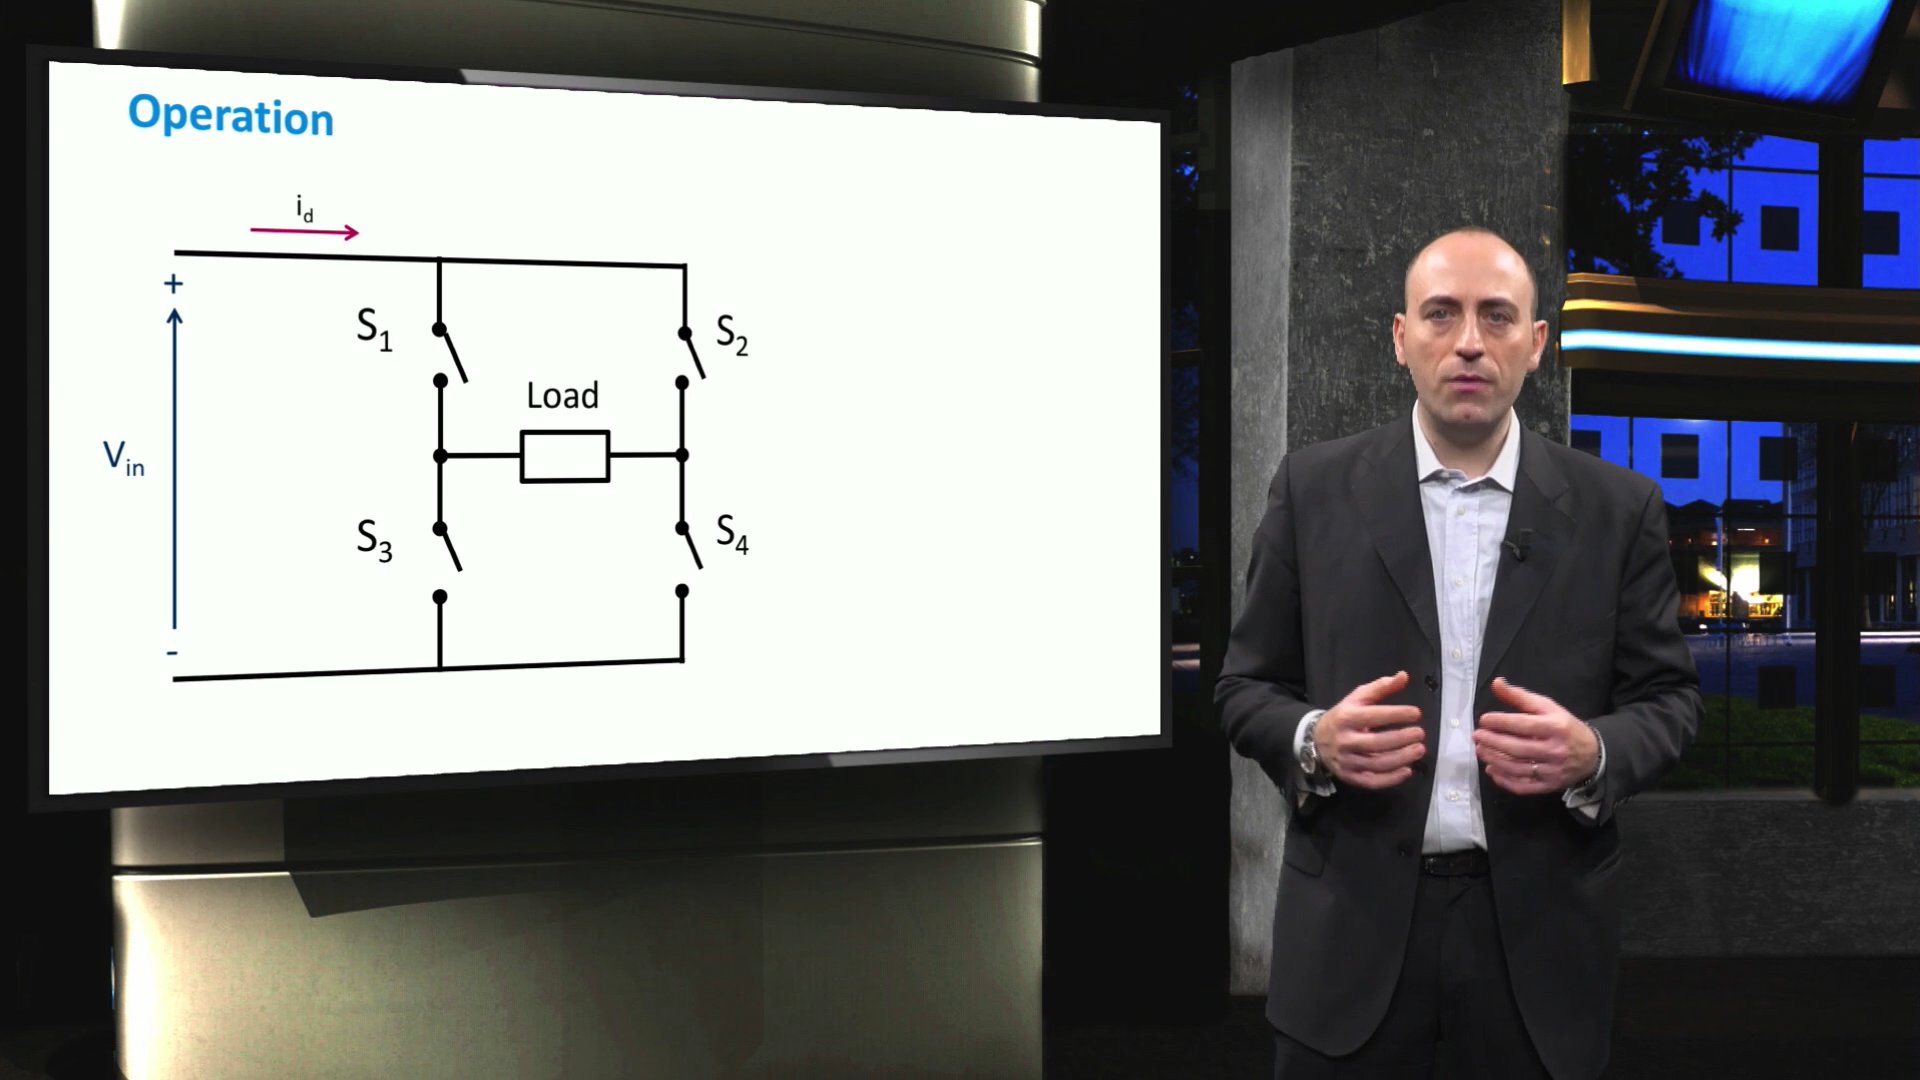 Operation
i_d
+
S_1
S_2
Load
V_in
S_3
S_4
-